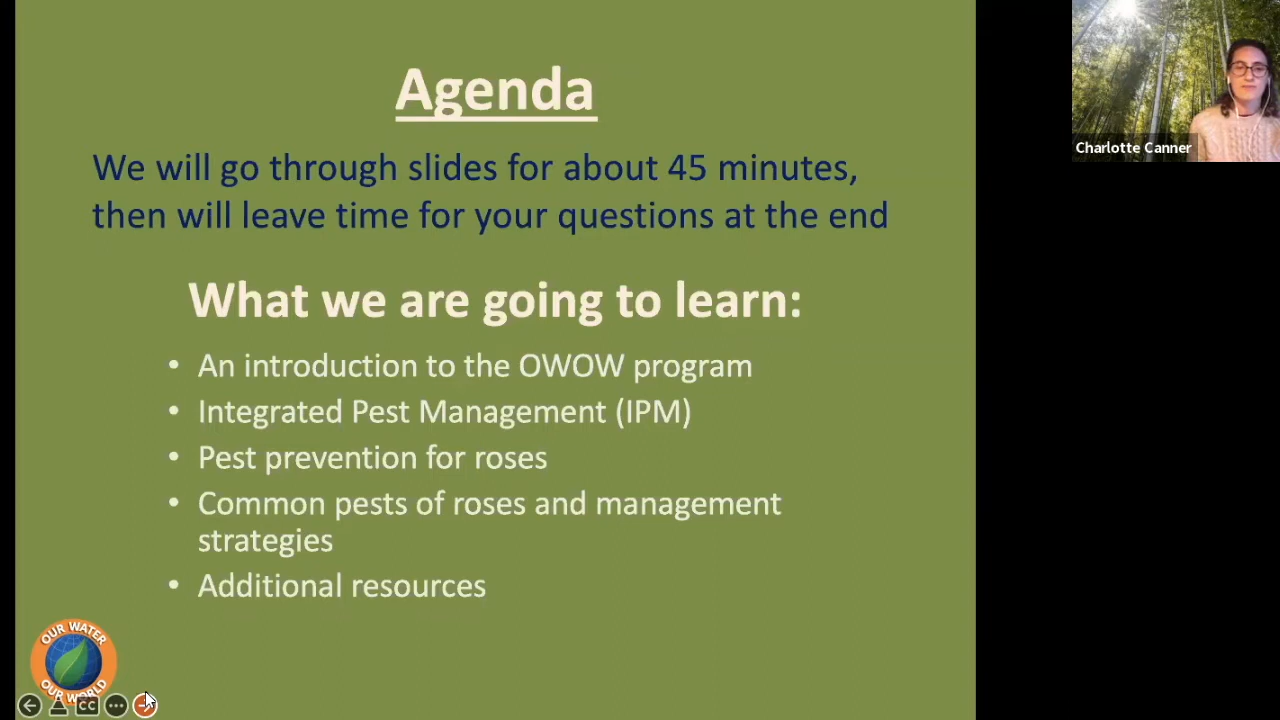 Agenda
We will go through slides for about 45 minutes,
then will leave time for your questions at the end
What we are going to learn:
• An introduction to the OWOW program
• Integrated Pest Management (IPM)
• Pest prevention for roses
• Common pests of roses and management
strategies
• Additional resources
OUR WATER
OUR WORLD
CC
Charlotte Canner